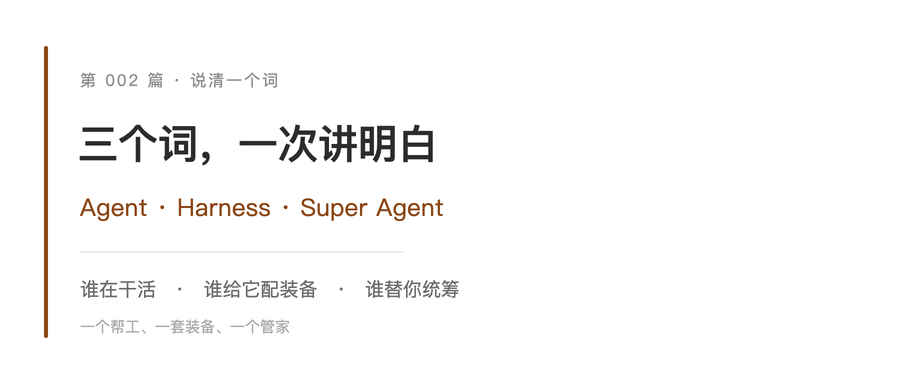 第 002 篇 · 说清一个词
三个词，一次讲明白
Agent · Harness · Super Agent
谁在干活 · 谁给它配装备 · 谁替你统筹
一个帮工、一套装备、一个管家